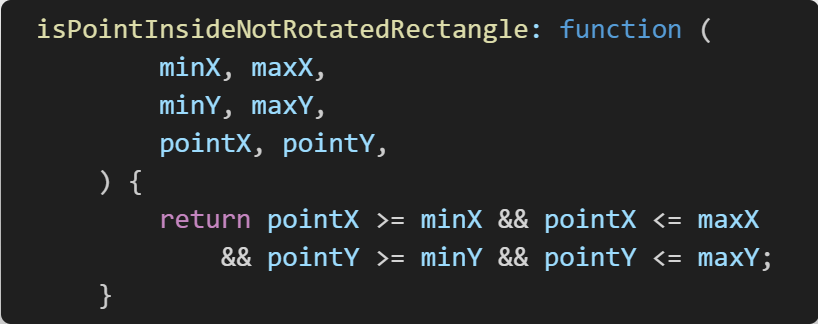 isPointInsideNotRotatedRectangle: function (
minX, maxX,
minY, maxY,
pointX, pointY,
) {
return pointX >= minX && pointX <= maxX
&& pointY >= minY && pointY <= maxY;
}